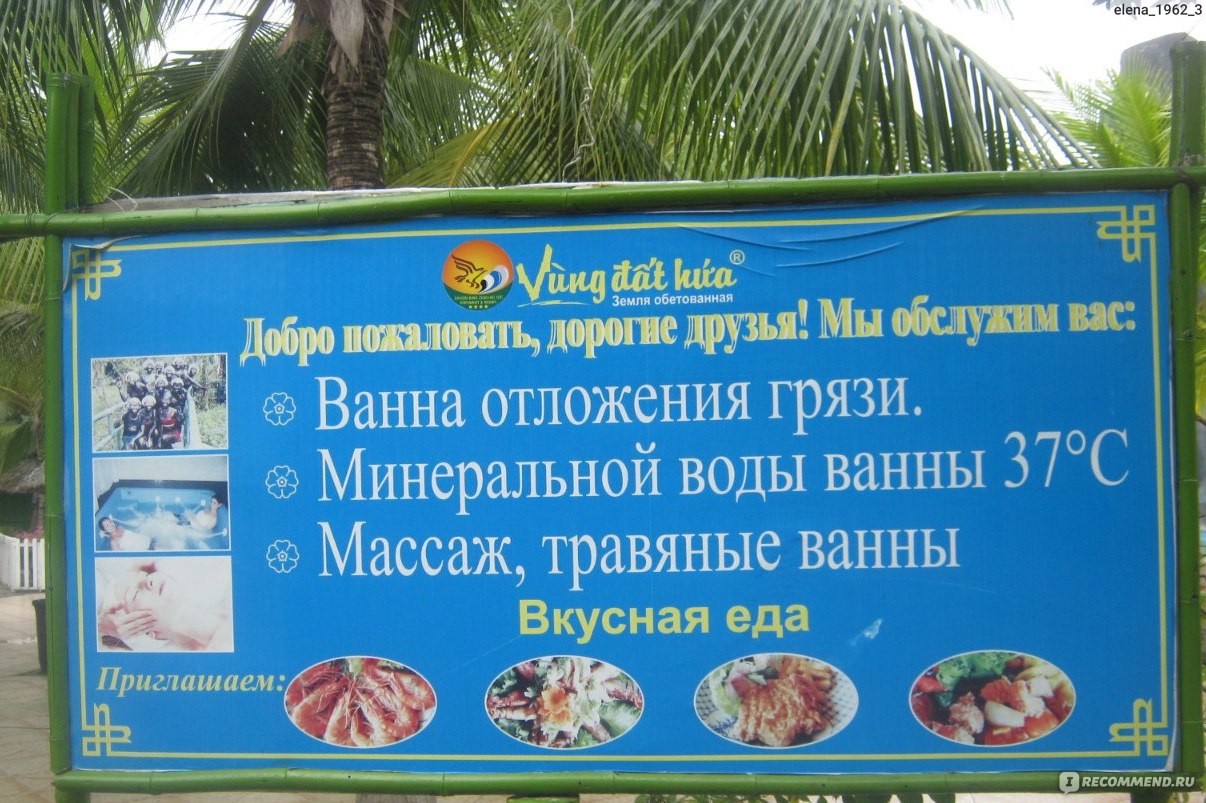 elena_1962_3
Vùng đất hứa®
Земля обетованная
Добро пожаловать, дорогие друзья! Мы обслужим вас:
Ванна отложения грязи.
Минеральной воды ванны 37°C
Массаж, травяные ванны
Вкусная еда
Приглашаем:
IRECOMMEND.RU